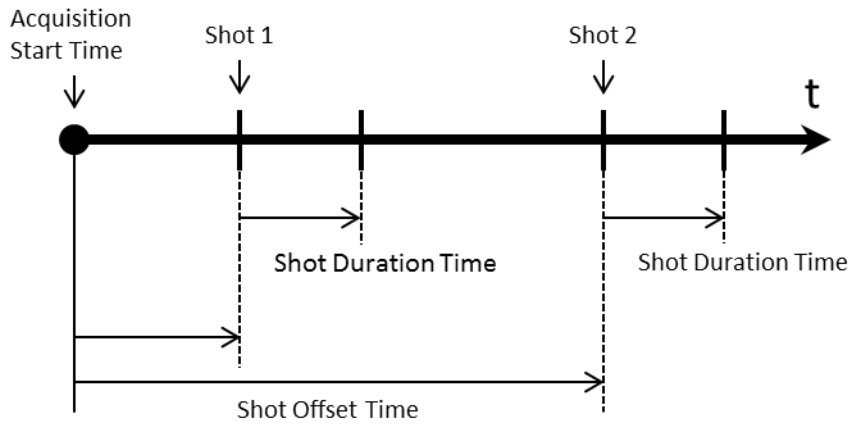 Acquisition
Start Time
Shot 1
Shot 2
t
Shot Duration Time
Shot Duration Time
Shot Offset Time